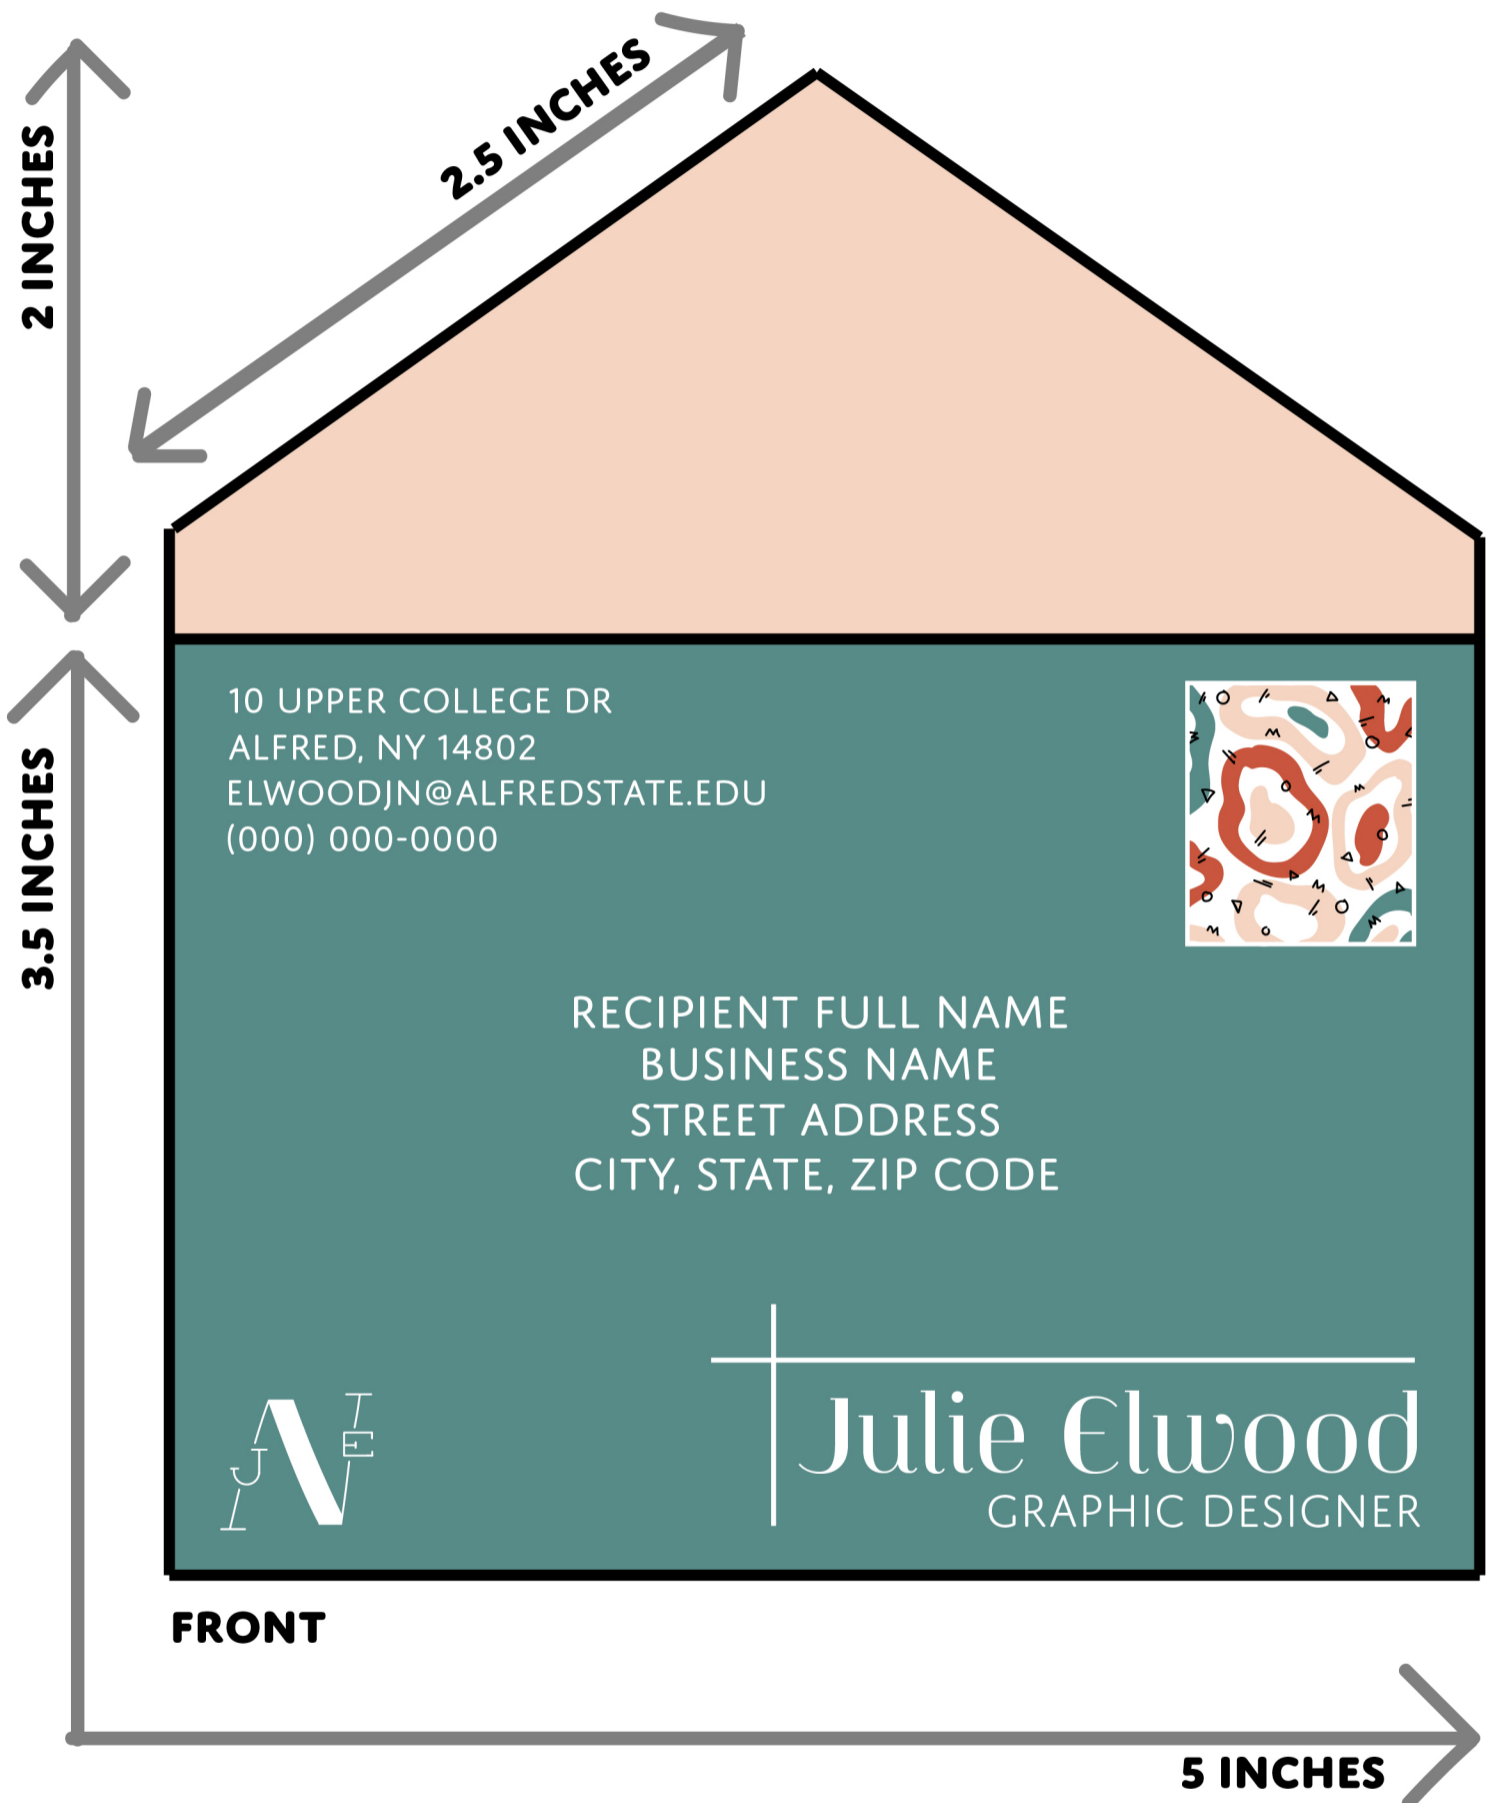 2 INCHES
2.5 INCHES
3.5 INCHES
10 UPPER COLLEGE DR
ALFRED, NY 14802
ELWOODJN@ALFREDSTATE.EDU
(000) 000-0000
RECIPIENT FULL NAME
BUSINESS NAME
STREET ADDRESS
CITY, STATE, ZIP CODE
J N E
Julie Elwood
GRAPHIC DESIGNER
FRONT
5 INCHES